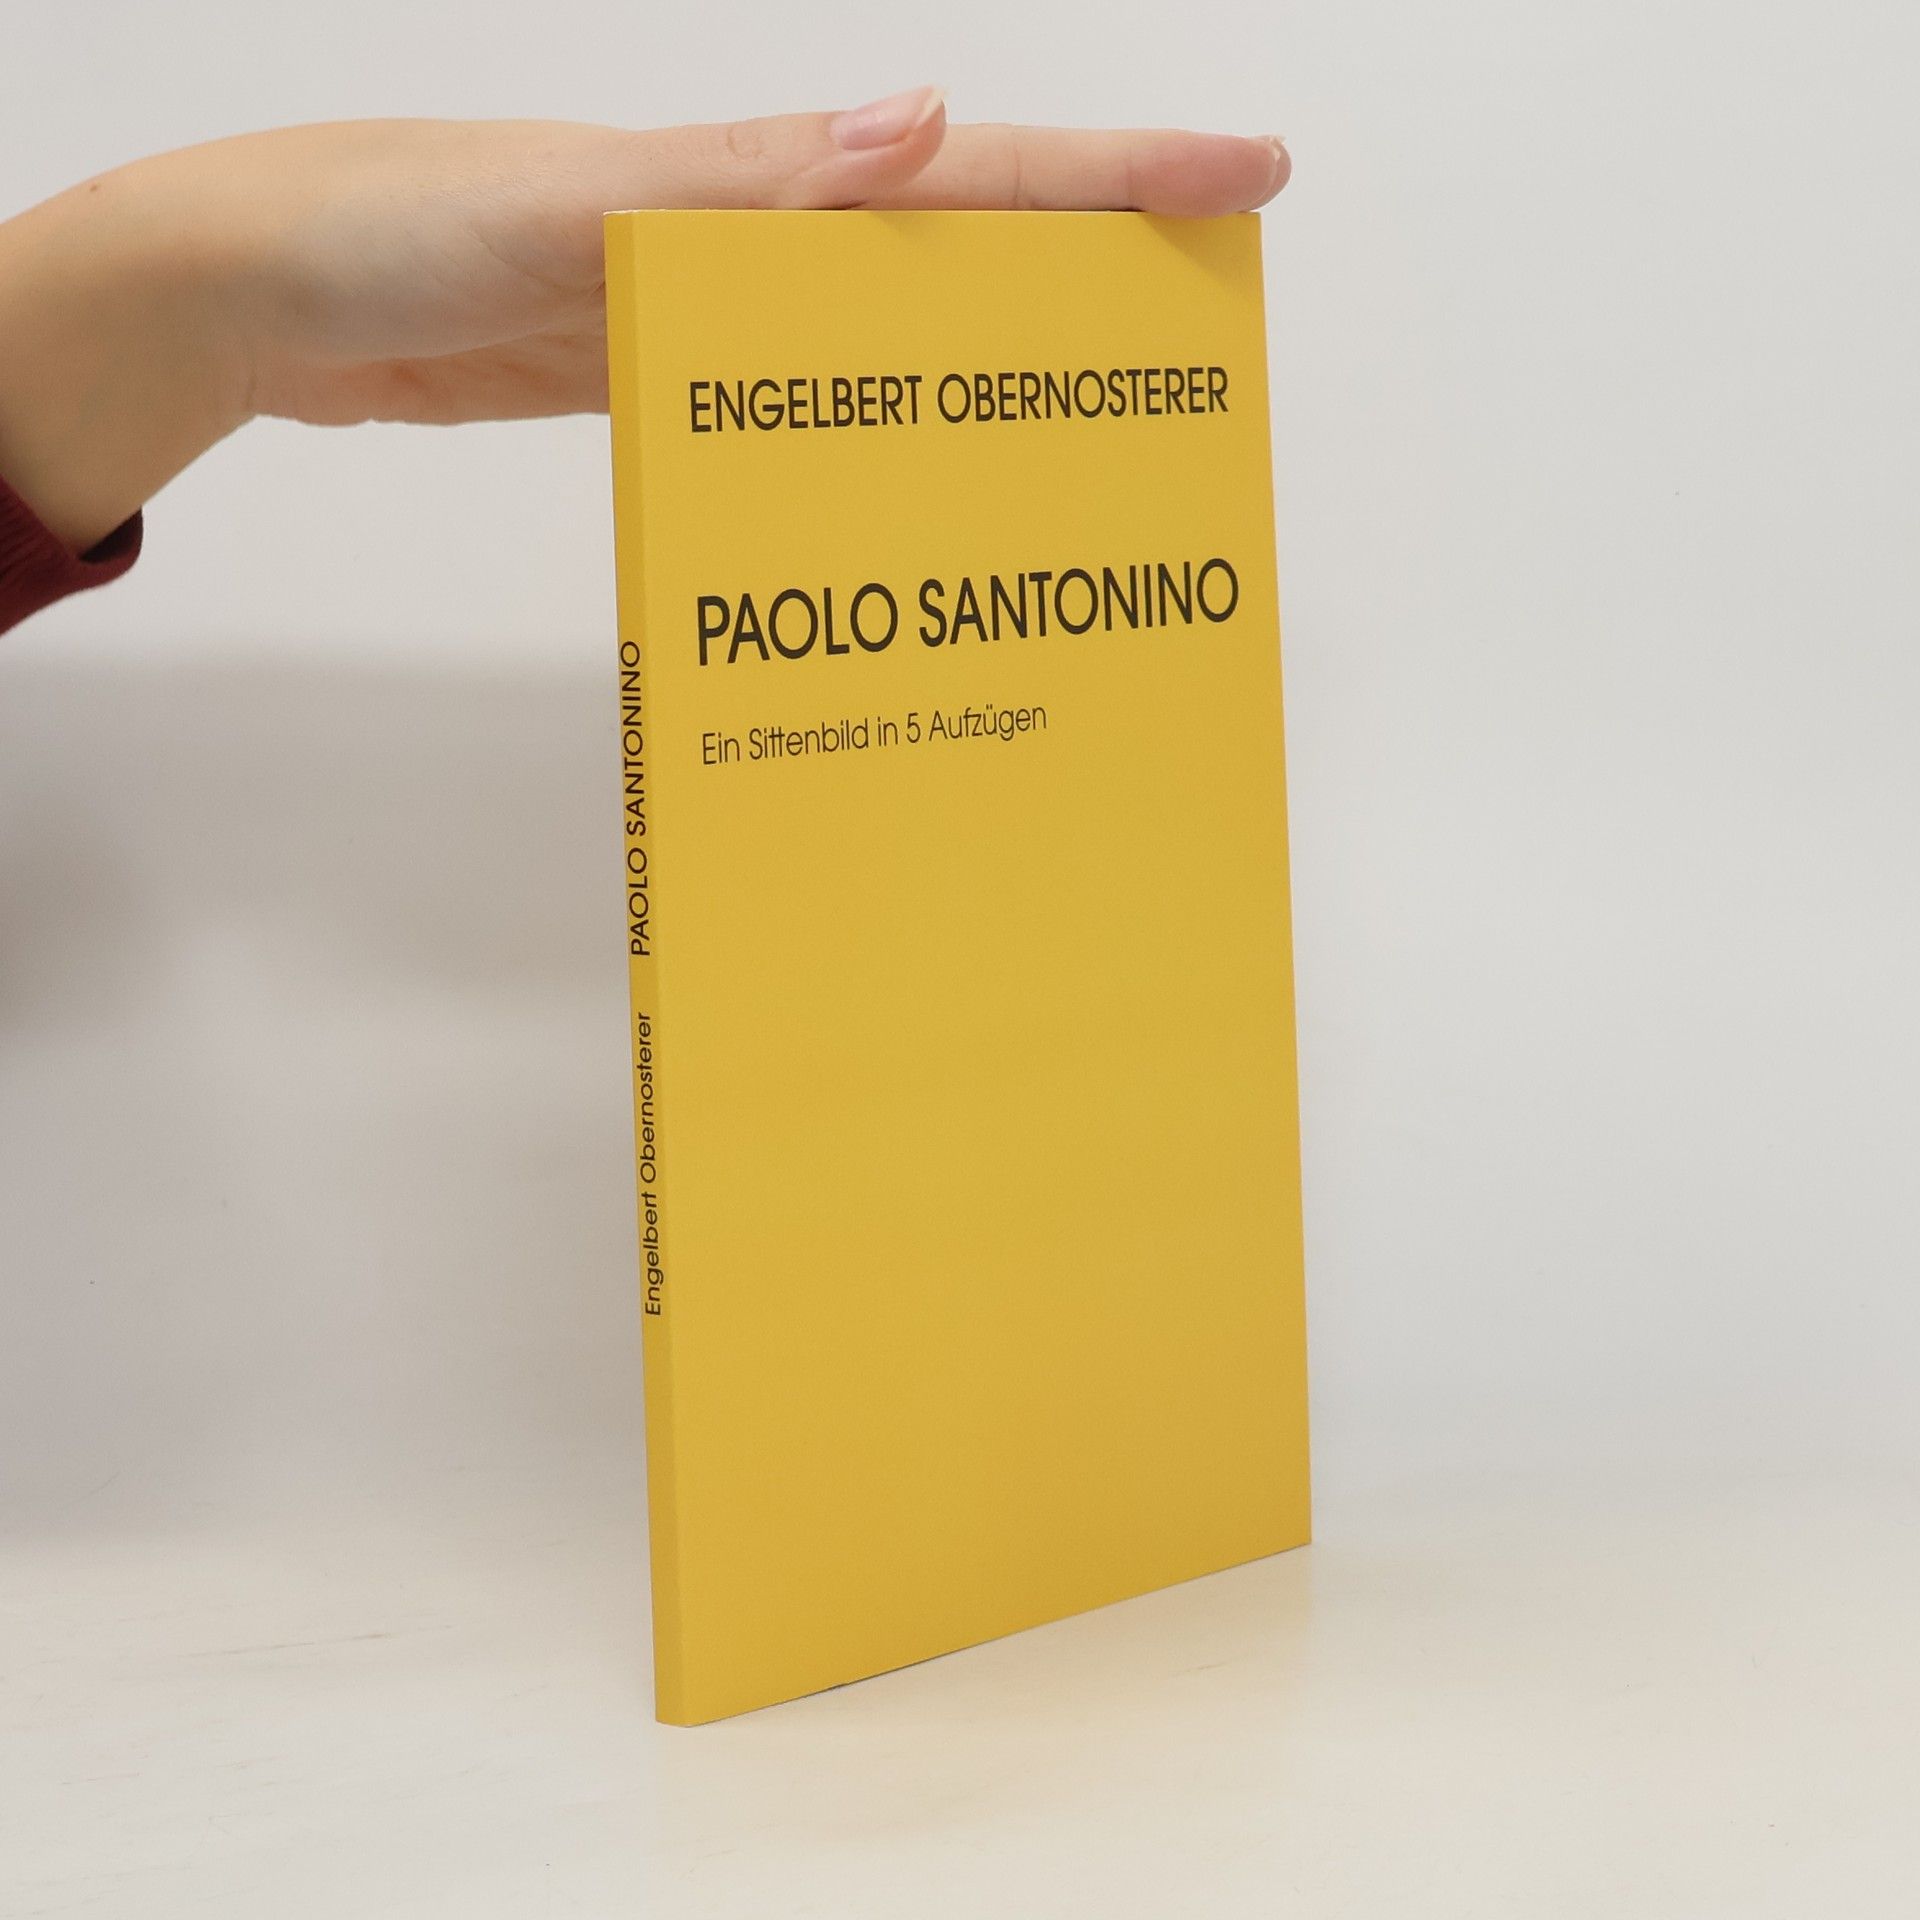 ENGELBERT OBERNOSTERER
PAOLO SANTONINO
Ein Sittenbild in 5 Aufzügen
Engelbert Obernosterer PAOLO SANTONINO